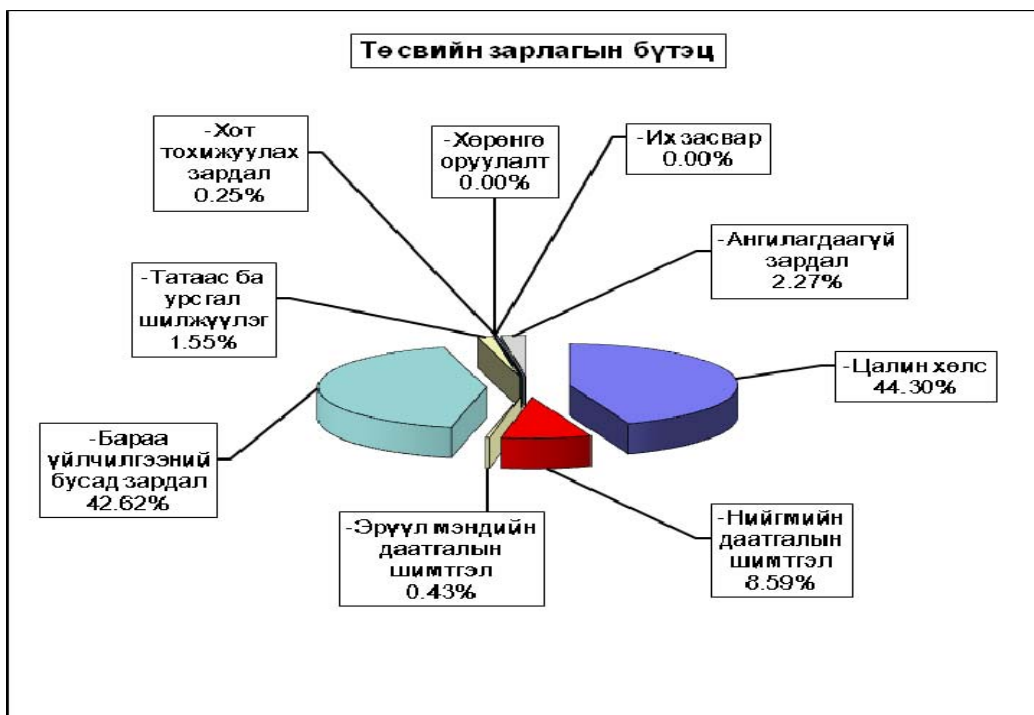 Төсвийн зарлагын бүтэц
-Хот
тохижуулах
зардал
0.25%
-Хөрөнгө
оруулалт
0.00%
-Их засвар
0.00%
-Ангилагдаагүй
зардал
2.27%
-Татаас ба
урсгал
шилжүүлэг
1.55%
-Цалин хөлс
44.30%
-Бараа
үйлчилгээний
бусад зардал
42.62%
-Эрүүл мэндийн
даатгалын
шимтгэл
0.43%
-Нийгмийн
даатгалын
шимтгэл
8.59%